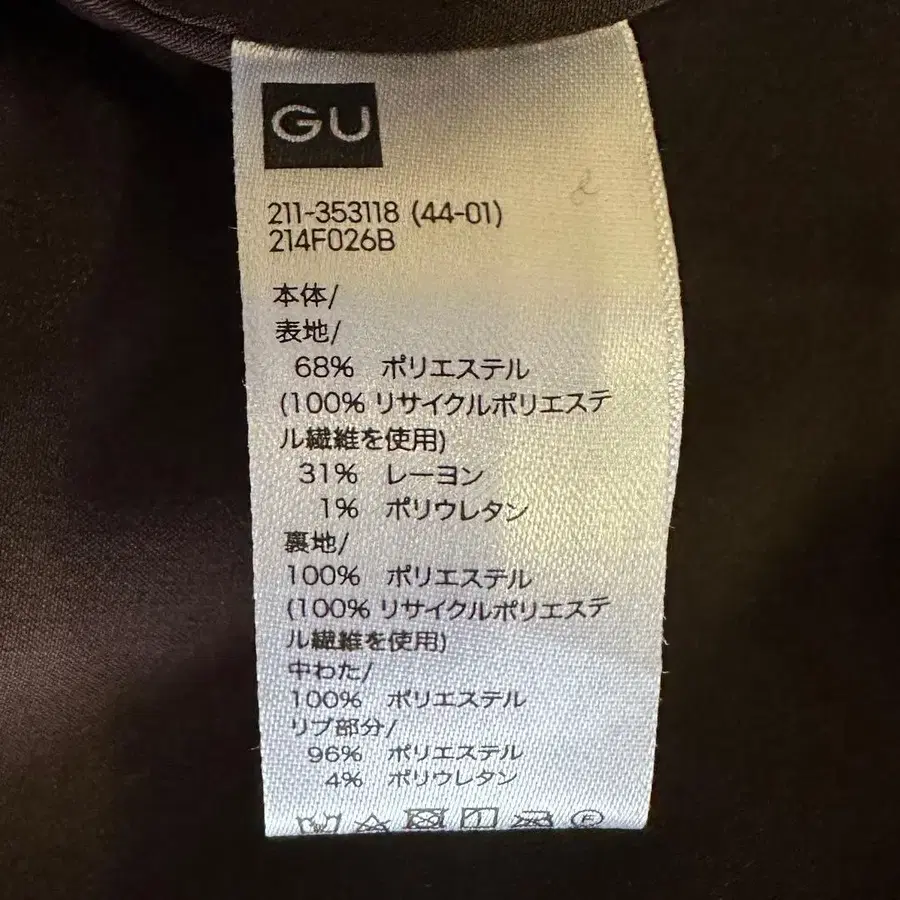 GU
211-353118 (44-01)
214F026B
本体/
表地/
68% ポリエステル
(100% リサイクルポリエステ
ル繊維を使用)
31% レーヨン
1% ポリウレタン
裏地/
100% ポリエステル
(100% リサイクルポリエステ
ル繊維を使用)
中わた/
100% ポリエステル
リブ部分/
96% ポリエステル
4% ポリウレタン